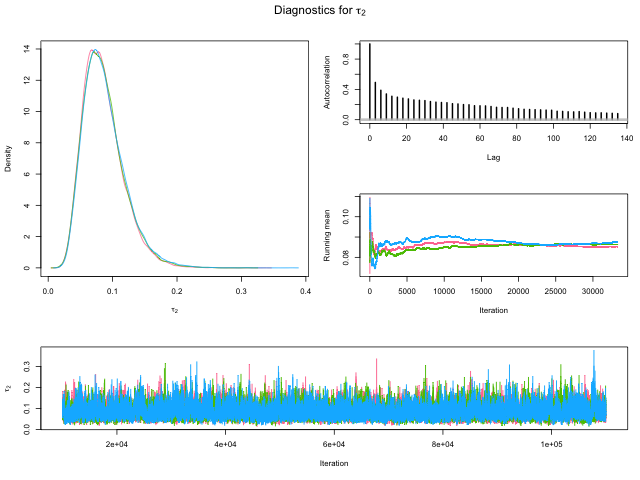 Diagnostics for τ2
Density
0 2 4 6 8 10 12 14
0.0 0.1 0.2 0.3 0.4
τ2
Autocorrelation
0.0 0.4 0.8
0 20 40 60 80 100 120 140
Lag
Running mean
0.08 0.10
0 5000 10000 15000 20000 25000 30000
Iteration
τ2
0.0 0.1 0.2 0.3
2e+04 4e+04 6e+04 8e+04 1e+05
Iteration